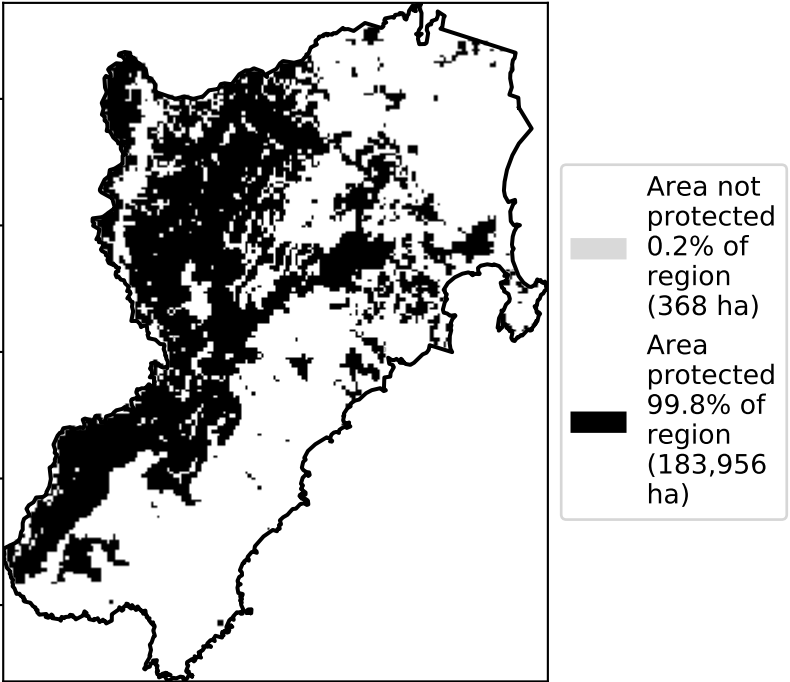 Area not
protected
0.2% of
region
(368 ha)
Area
protected
99.8% of
region
(183,956
ha)